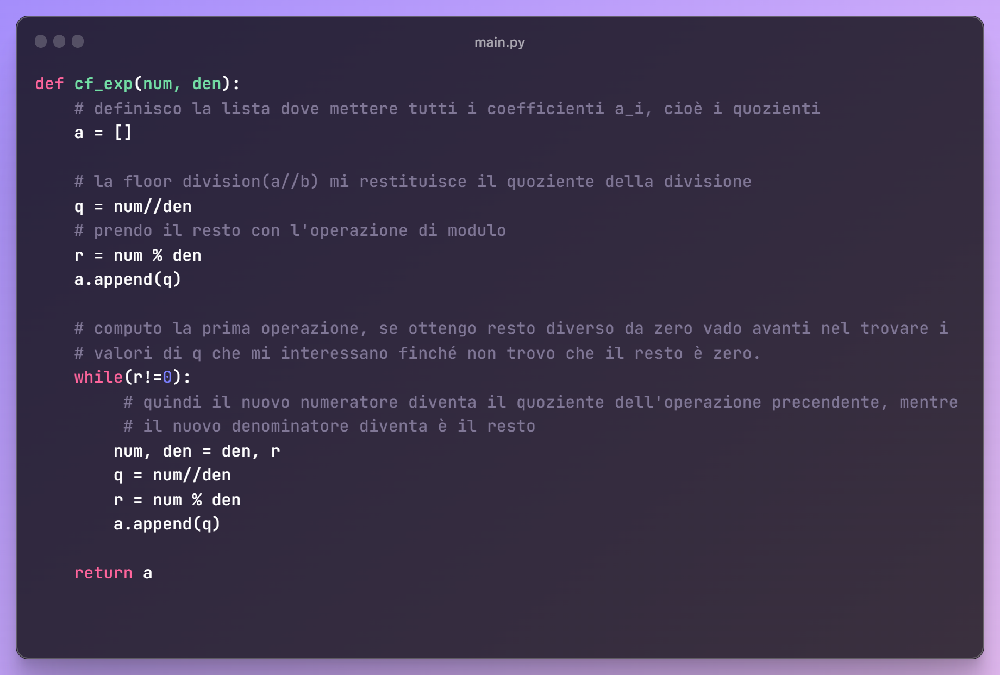 main.py
def cf_exp(num, den):
    # definisco la lista dove mettere tutti i coefficienti a_i, cioè i quozienti
    a = []
    # la floor division(a//b) mi restituisce il quoziente della divisione
    q = num//den
    # prendo il resto con l'operazione di modulo
    r = num % den
    a.append(q)
    # computo la prima operazione, se ottengo resto diverso da zero vado avanti nel trovare i
    # valori di q che mi interessano finché non trovo che il resto è zero.
    while(r!=0):
         # quindi il nuovo numeratore diventa il quoziente dell'operazione precendente, mentre
         # il nuovo denominatore diventa è il resto
        num, den = den, r
        q = num//den
        r = num % den
        a.append(q)
    return a